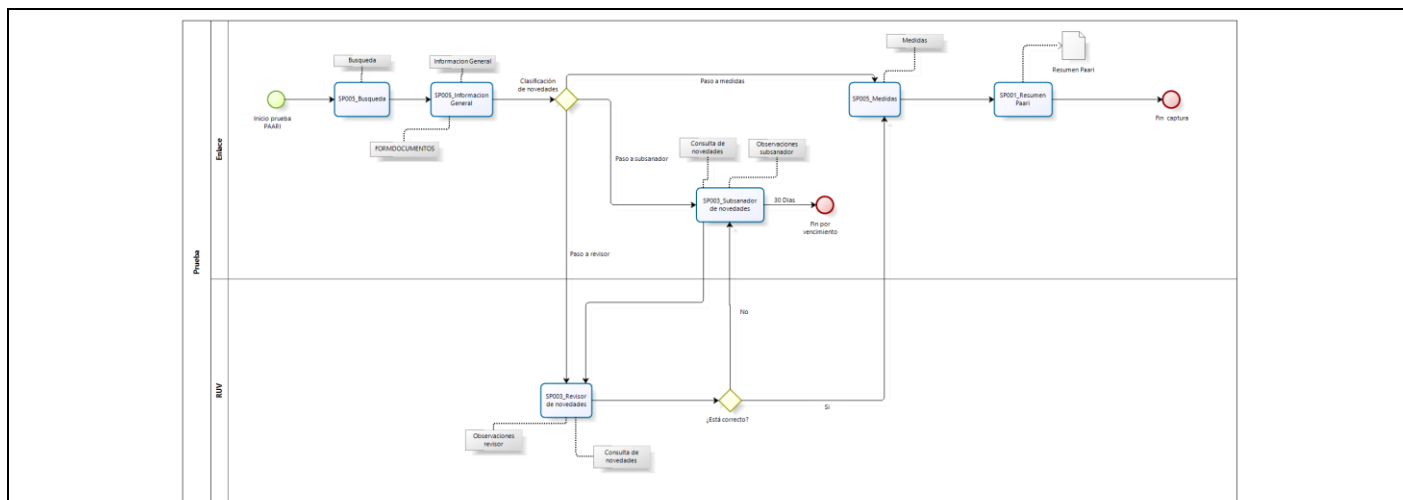 Prueba
Enlace
RUV
Inicio prueba
PAARI
Busqueda
SP005_Busqueda
Informacion General
SP005_Informacion
General
FORMDOCUMENTOS
Clasificación
de novedades
Paso a medidas
Paso a subsanador
Paso a revisor
Consulta de
novedades
Observaciones
subsanador
SP003_Subsanador
de novedades
30 Dias
Fin por
vencimiento
Medidas
SP005_Medidas
SP001_Resumen
Paari
Resumen Paari
Fin captura
SP003_Revisor
de novedades
Observaciones
revisor
Consulta de
novedades
¿Está correcto?
No
Si